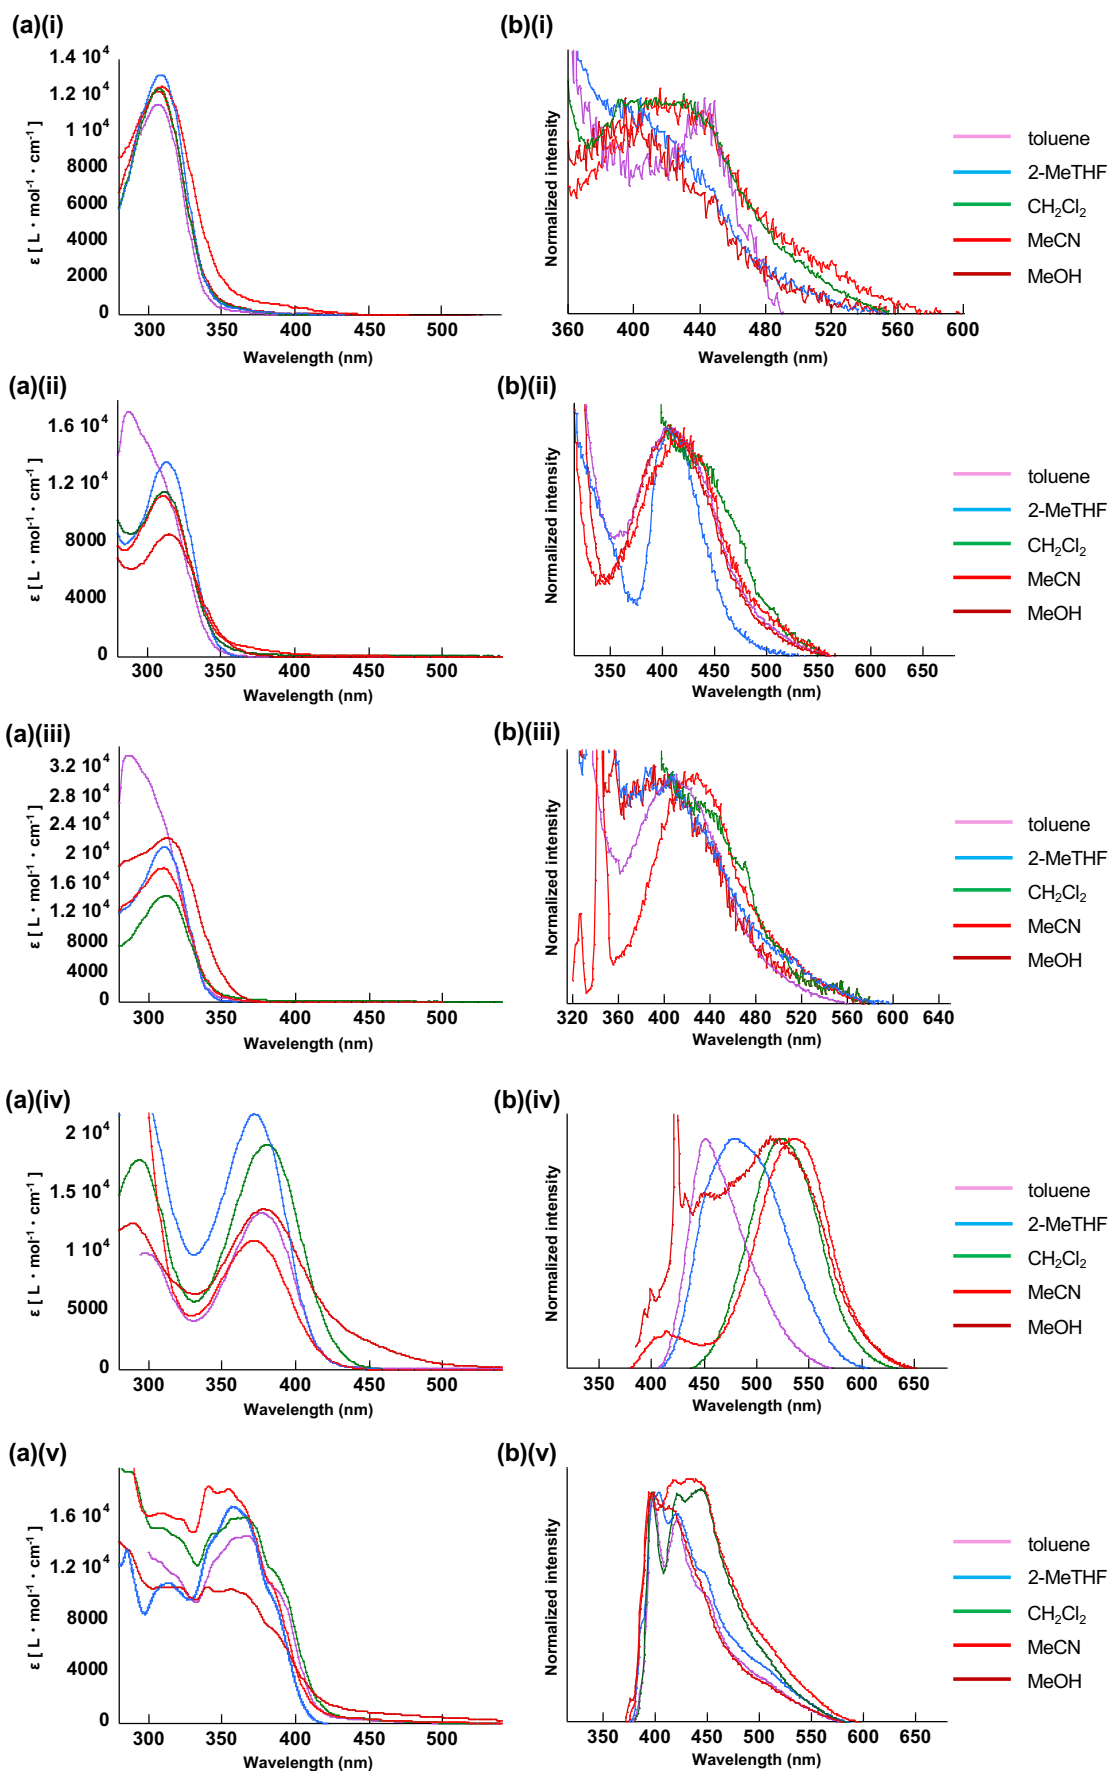 (a)(i)
(b)(i)
1.4 10⁴
1.2 10⁴
1 10⁴
8000
6000
4000
2000
0
ε [ L · mol⁻¹ · cm⁻¹ ]
300 350 400 450 500
Wavelength (nm)
Normalized intensity
360 400 440 480 520 560 600
Wavelength (nm)
toluene
2-MeTHF
CH₂Cl₂
MeCN
MeOH
(a)(ii)
(b)(ii)
1.6 10⁴
1.2 10⁴
8000
4000
0
ε [ L · mol⁻¹ · cm⁻¹ ]
300 350 400 450 500
Wavelength (nm)
Normalized intensity
350 400 450 500 550 600 650
Wavelength (nm)
toluene
2-MeTHF
CH₂Cl₂
MeCN
MeOH
(a)(iii)
(b)(iii)
3.2 10⁴
2.8 10⁴
2.4 10⁴
2 10⁴
1.6 10⁴
1.2 10⁴
8000
4000
0
ε [ L · mol⁻¹ · cm⁻¹ ]
300 350 400 450 500
Wavelength (nm)
Normalized intensity
320 360 400 440 480 520 560 600 640
Wavelength (nm)
toluene
2-MeTHF
CH₂Cl₂
MeCN
MeOH
(a)(iv)
(b)(iv)
2 10⁴
1.5 10⁴
1 10⁴
5000
0
ε [ L · mol⁻¹ · cm⁻¹ ]
300 350 400 450 500
Wavelength (nm)
Normalized intensity
350 400 450 500 550 600 650
Wavelength (nm)
toluene
2-MeTHF
CH₂Cl₂
MeCN
MeOH
(a)(v)
(b)(v)
1.6 10⁴
1.2 10⁴
8000
4000
0
ε [ L · mol⁻¹ · cm⁻¹ ]
300 350 400 450 500
Wavelength (nm)
Normalized intensity
350 400 450 500 550 600 650
Wavelength (nm)
toluene
2-MeTHF
CH₂Cl₂
MeCN
MeOH